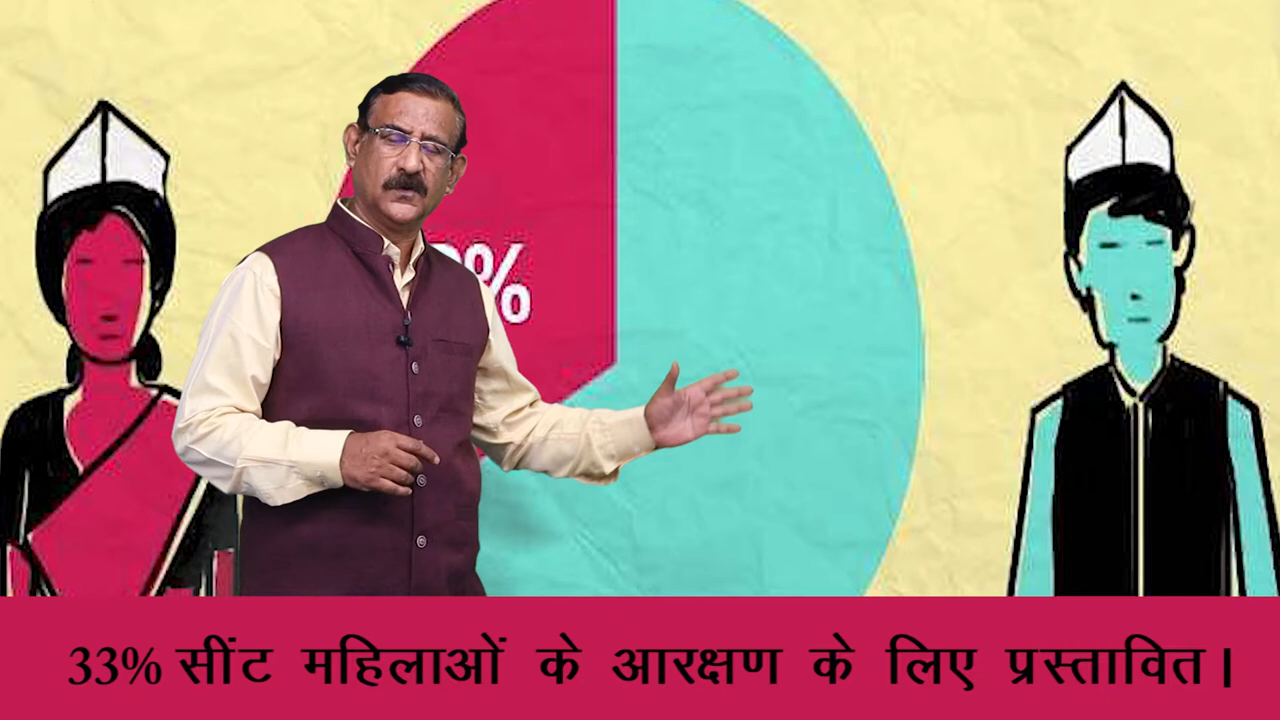 %
33% सींट महिलाओं के आरक्षण के लिए प्रस्तावित।